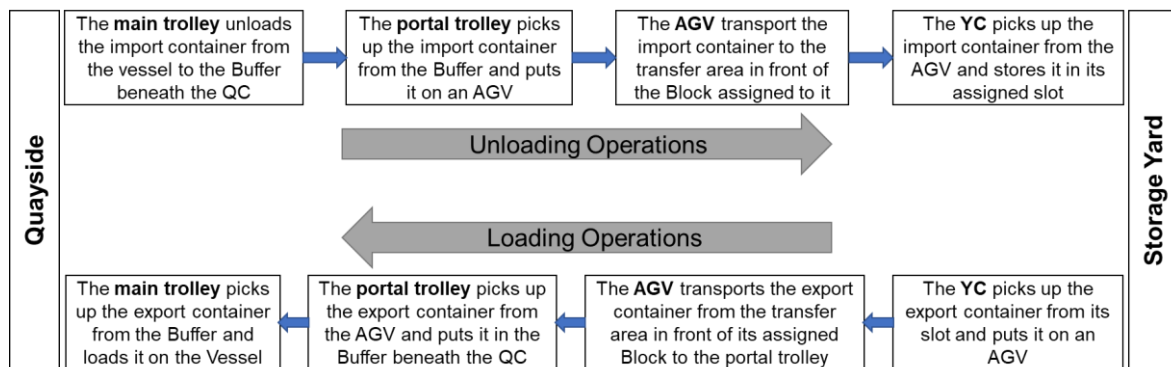 Quayside
The main trolley unloads
the import container from
the vessel to the Buffer
beneath the QC
The portal trolley picks
up the import container
from the Buffer and puts
it on an AGV
The AGV transport the
import container to the
transfer area in front of
the Block assigned to it
The YC picks up the
import container from the
AGV and stores it in its
assigned slot
Storage Yard
Unloading Operations
Loading Operations
The main trolley picks
up the export container
from the Buffer and
loads it on the Vessel
The portal trolley picks up
the export container from
the AGV and puts it in the
Buffer beneath the QC
The AGV transports the export
container from the transfer
area in front of its assigned
Block to the portal trolley
The YC picks up the
export container from its
slot and puts it on an
AGV